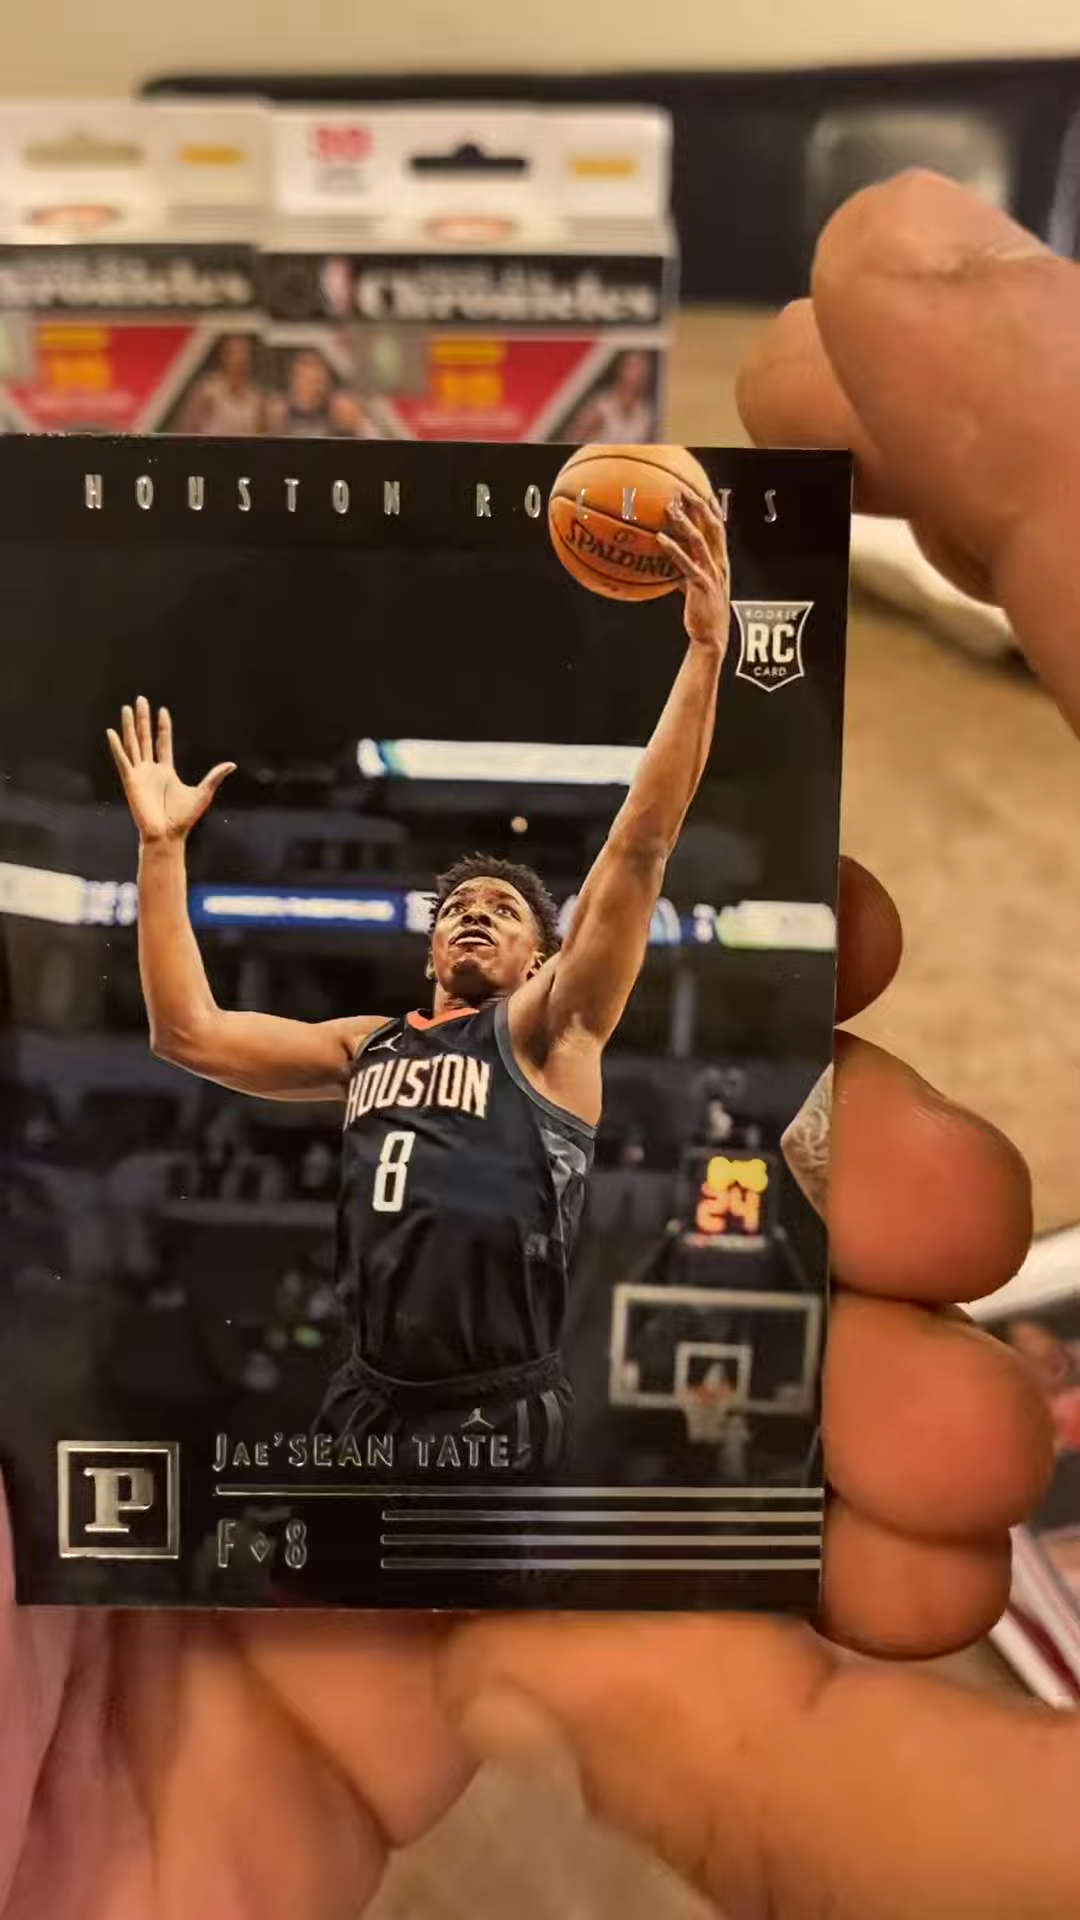 Chronicles
Chronicles
HOUSTON ROCKETS
SPALDING
ROOKIE
RC
CARD
HOUSTON
8
24
JAE'SEAN TATE
P
F 8